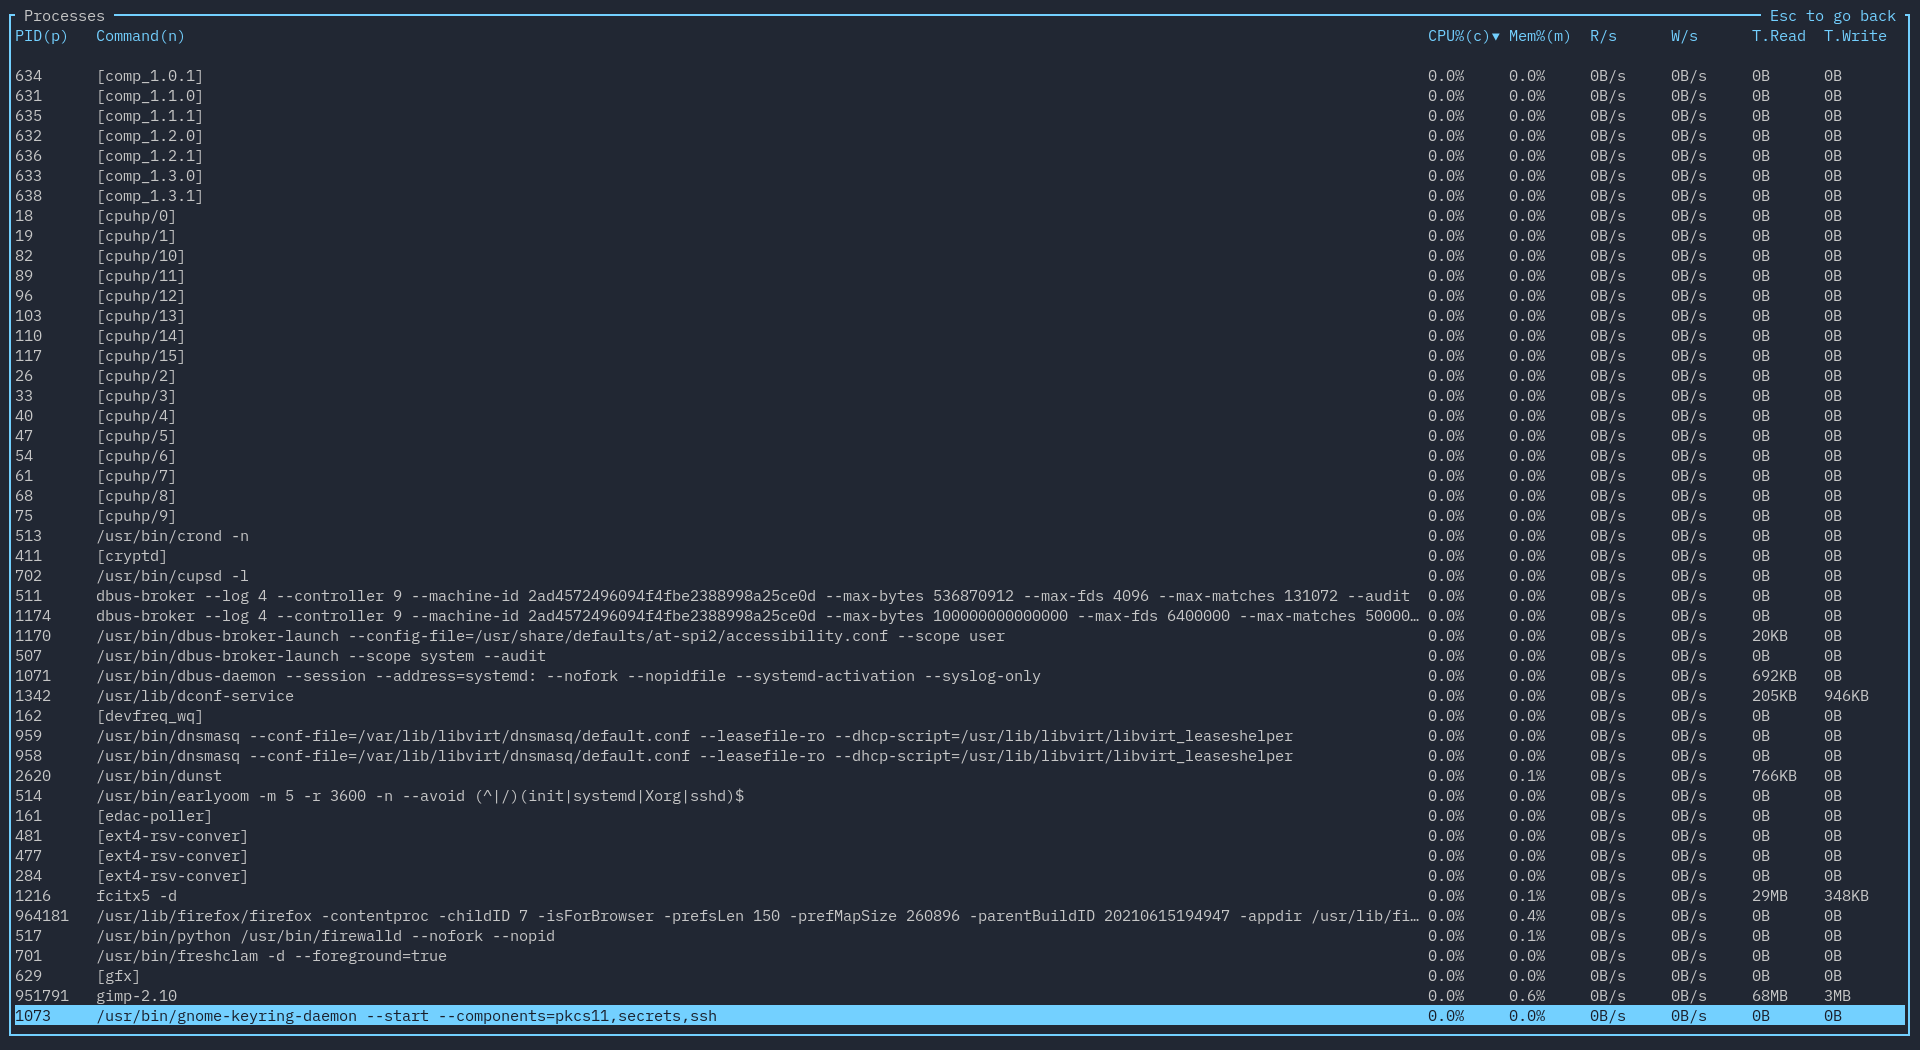 Processes Esc to go back
PID(p) Command(n) CPU%(c)▼ Mem%(m) R/s W/s T.Read T.Write
634 [comp_1.0.1] 0.0% 0.0% 0B/s 0B/s 0B 0B
631 [comp_1.1.0] 0.0% 0.0% 0B/s 0B/s 0B 0B
635 [comp_1.1.1] 0.0% 0.0% 0B/s 0B/s 0B 0B
632 [comp_1.2.0] 0.0% 0.0% 0B/s 0B/s 0B 0B
636 [comp_1.2.1] 0.0% 0.0% 0B/s 0B/s 0B 0B
633 [comp_1.3.0] 0.0% 0.0% 0B/s 0B/s 0B 0B
638 [comp_1.3.1] 0.0% 0.0% 0B/s 0B/s 0B 0B
18 [cpuhp/0] 0.0% 0.0% 0B/s 0B/s 0B 0B
19 [cpuhp/1] 0.0% 0.0% 0B/s 0B/s 0B 0B
82 [cpuhp/10] 0.0% 0.0% 0B/s 0B/s 0B 0B
89 [cpuhp/11] 0.0% 0.0% 0B/s 0B/s 0B 0B
96 [cpuhp/12] 0.0% 0.0% 0B/s 0B/s 0B 0B
103 [cpuhp/13] 0.0% 0.0% 0B/s 0B/s 0B 0B
110 [cpuhp/14] 0.0% 0.0% 0B/s 0B/s 0B 0B
117 [cpuhp/15] 0.0% 0.0% 0B/s 0B/s 0B 0B
26 [cpuhp/2] 0.0% 0.0% 0B/s 0B/s 0B 0B
33 [cpuhp/3] 0.0% 0.0% 0B/s 0B/s 0B 0B
40 [cpuhp/4] 0.0% 0.0% 0B/s 0B/s 0B 0B
47 [cpuhp/5] 0.0% 0.0% 0B/s 0B/s 0B 0B
54 [cpuhp/6] 0.0% 0.0% 0B/s 0B/s 0B 0B
61 [cpuhp/7] 0.0% 0.0% 0B/s 0B/s 0B 0B
68 [cpuhp/8] 0.0% 0.0% 0B/s 0B/s 0B 0B
75 [cpuhp/9] 0.0% 0.0% 0B/s 0B/s 0B 0B
513 /usr/bin/crond -n 0.0% 0.0% 0B/s 0B/s 0B 0B
411 [cryptd] 0.0% 0.0% 0B/s 0B/s 0B 0B
702 /usr/bin/cupsd -l 0.0% 0.0% 0B/s 0B/s 0B 0B
511 dbus-broker --log 4 --controller 9 --machine-id 2ad4572496094f4fbe2388998a25ce0d --max-bytes 536870912 --max-fds 4096 --max-matches 131072 --audit 0.0% 0.0% 0B/s 0B/s 0B 0B
1174 dbus-broker --log 4 --controller 9 --machine-id 2ad4572496094f4fbe2388998a25ce0d --max-bytes 100000000000000 --max-fds 6400000 --max-matches 50000… 0.0% 0.0% 0B/s 0B/s 0B 0B
1170 /usr/bin/dbus-broker-launch --config-file=/usr/share/defaults/at-spi2/accessibility.conf --scope user 0.0% 0.0% 0B/s 0B/s 20KB 0B
507 /usr/bin/dbus-broker-launch --scope system --audit 0.0% 0.0% 0B/s 0B/s 0B 0B
1071 /usr/bin/dbus-daemon --session --address=systemd: --nofork --nopidfile --systemd-activation --syslog-only 0.0% 0.0% 0B/s 0B/s 692KB 0B
1342 /usr/lib/dconf-service 0.0% 0.0% 0B/s 0B/s 205KB 946KB
162 [devfreq_wq] 0.0% 0.0% 0B/s 0B/s 0B 0B
959 /usr/bin/dnsmasq --conf-file=/var/lib/libvirt/dnsmasq/default.conf --leasefile-ro --dhcp-script=/usr/lib/libvirt/libvirt_leaseshelper 0.0% 0.0% 0B/s 0B/s 0B 0B
958 /usr/bin/dnsmasq --conf-file=/var/lib/libvirt/dnsmasq/default.conf --leasefile-ro --dhcp-script=/usr/lib/libvirt/libvirt_leaseshelper 0.0% 0.0% 0B/s 0B/s 0B 0B
2620 /usr/bin/dunst 0.0% 0.1% 0B/s 0B/s 766KB 0B
514 /usr/bin/earlyoom -m 5 -r 3600 -n --avoid (^|/)(init|systemd|Xorg|sshd)$ 0.0% 0.0% 0B/s 0B/s 0B 0B
161 [edac-poller] 0.0% 0.0% 0B/s 0B/s 0B 0B
481 [ext4-rsv-conver] 0.0% 0.0% 0B/s 0B/s 0B 0B
477 [ext4-rsv-conver] 0.0% 0.0% 0B/s 0B/s 0B 0B
284 [ext4-rsv-conver] 0.0% 0.0% 0B/s 0B/s 0B 0B
1216 fcitx5 -d 0.0% 0.1% 0B/s 0B/s 29MB 348KB
964181 /usr/lib/firefox/firefox -contentproc -childID 7 -isForBrowser -prefsLen 150 -prefMapSize 260896 -parentBuildID 20210615194947 -appdir /usr/lib/fi… 0.0% 0.4% 0B/s 0B/s 0B 0B
517 /usr/bin/python /usr/bin/firewalld --nofork --nopid 0.0% 0.1% 0B/s 0B/s 0B 0B
701 /usr/bin/freshclam -d --foreground=true 0.0% 0.0% 0B/s 0B/s 0B 0B
629 [gfx] 0.0% 0.0% 0B/s 0B/s 0B 0B
951791 gimp-2.10 0.0% 0.6% 0B/s 0B/s 68MB 3MB
1073 /usr/bin/gnome-keyring-daemon --start --components=pkcs11,secrets,ssh 0.0% 0.0% 0B/s 0B/s 0B 0B